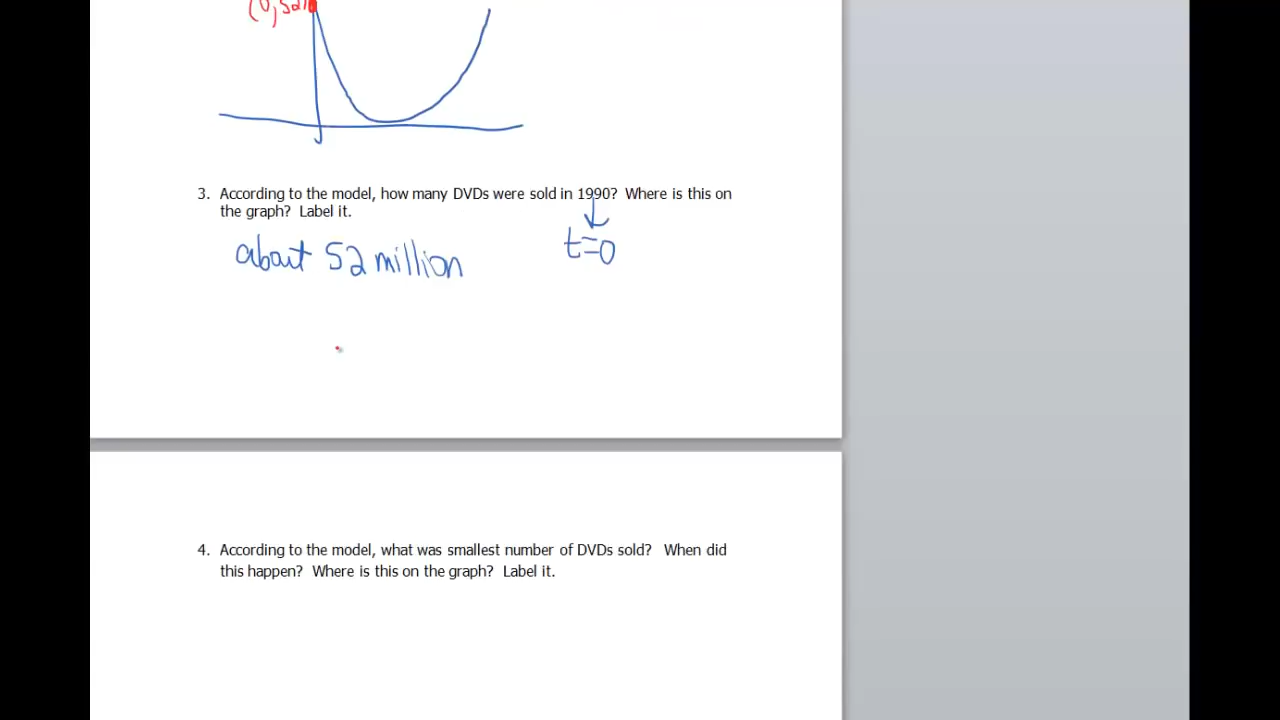 (0,52)
3. According to the model, how many DVDs were sold in 1990? Where is this on
the graph? Label it.
t=0
about 52 million
4. According to the model, what was smallest number of DVDs sold? When did
this happen? Where is this on the graph? Label it.